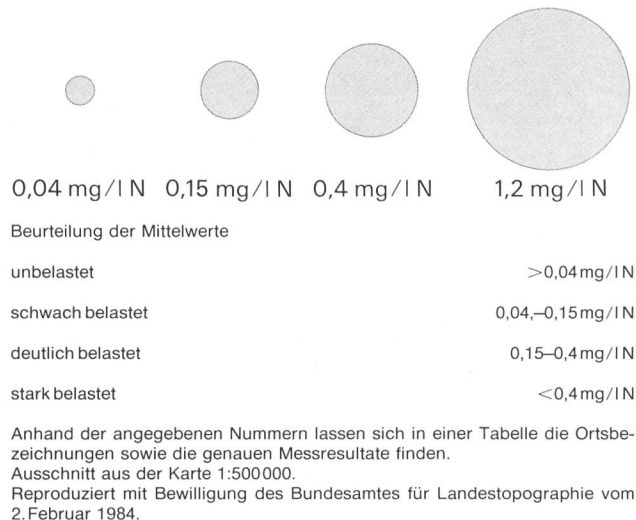 0,04 mg/l N 0,15 mg/l N 0,4 mg/l N 1,2 mg/l N
Beurteilung der Mittelwerte
unbelastet >0,04 mg/l N
schwach belastet 0,04,–0,15 mg/l N
deutlich belastet 0,15–0,4 mg/l N
stark belastet <0,4 mg/l N
Anhand der angegebenen Nummern lassen sich in einer Tabelle die Ortsbe-
zeichnungen sowie die genauen Messresultate finden.
Ausschnitt aus der Karte 1:500000.
Reproduziert mit Bewilligung des Bundesamtes für Landestopographie vom
2. Februar 1984.